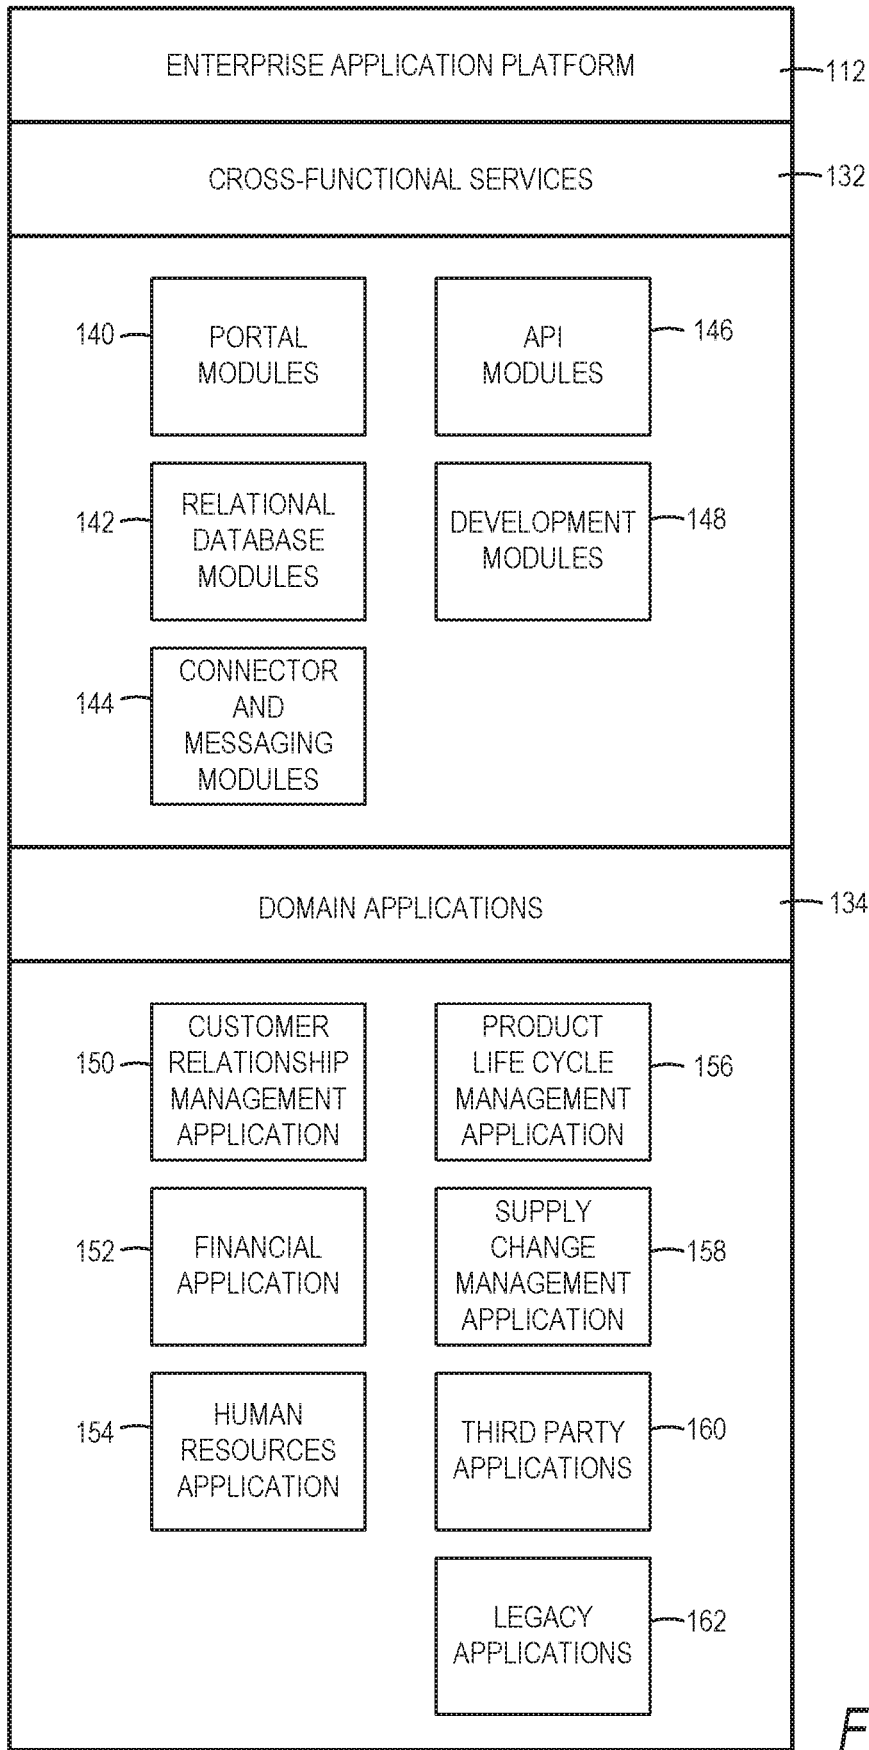 ENTERPRISE APPLICATION PLATFORM
112
CROSS-FUNCTIONAL SERVICES
132
140
PORTAL
MODULES
API
MODULES
146
142
RELATIONAL
DATABASE
MODULES
DEVELOPMENT
MODULES
148
144
CONNECTOR
AND
MESSAGING
MODULES
DOMAIN APPLICATIONS
134
150
CUSTOMER
RELATIONSHIP
MANAGEMENT
APPLICATION
PRODUCT
LIFE CYCLE
MANAGEMENT
APPLICATION
156
152
FINANCIAL
APPLICATION
SUPPLY
CHANGE
MANAGEMENT
APPLICATION
158
154
HUMAN
RESOURCES
APPLICATION
THIRD PARTY
APPLICATIONS
160
LEGACY
APPLICATIONS
162
F